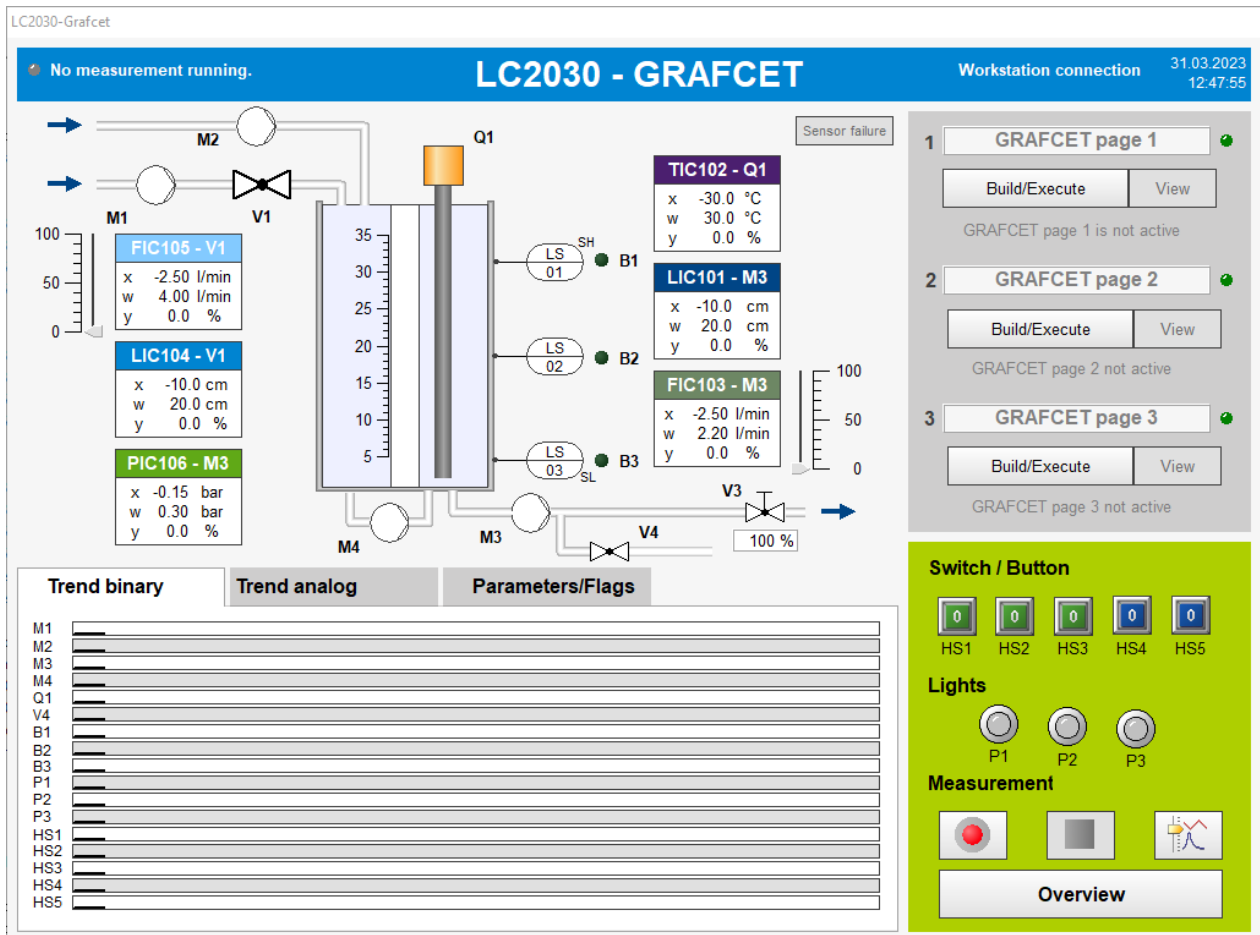 LC2030-Grafcet
No measurement running.
LC2030 - GRAFCET
Workstation connection
31.03.2023
12:47:55
M2
M1
V1
Q1
Sensor failure
100
50
0
FIC105 - V1
x -2.50 l/min
w 4.00 l/min
y 0.0 %
LIC104 - V1
x -10.0 cm
w 20.0 cm
y 0.0 %
PIC106 - M3
x -0.15 bar
w 0.30 bar
y 0.0 %
35
30
25
20
15
10
5
LS
01
SH
B1
LS
02
B2
LS
03
SL
B3
TIC102 - Q1
x -30.0 °C
w 30.0 °C
y 0.0 %
LIC101 - M3
x -10.0 cm
w 20.0 cm
y 0.0 %
FIC103 - M3
x -2.50 l/min
w 2.20 l/min
y 0.0 %
100
50
0
M4
M3
V3
100 %
V4
1 GRAFCET page 1
Build/Execute View
GRAFCET page 1 is not active
2 GRAFCET page 2
Build/Execute View
GRAFCET page 2 not active
3 GRAFCET page 3
Build/Execute View
GRAFCET page 3 not active
Trend binary Trend analog Parameters/Flags
M1
M2
M3
M4
Q1
V4
B1
B2
B3
P1
P2
P3
HS1
HS2
HS3
HS4
HS5
Switch / Button
0 0 0 0 0
HS1 HS2 HS3 HS4 HS5
Lights
P1 P2 P3
Measurement
Overview